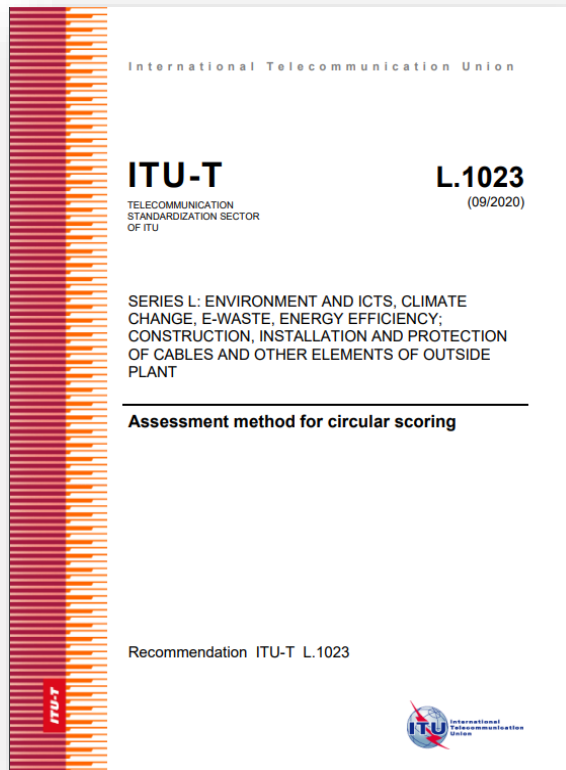 International Telecommunication Union
ITU-T
L.1023
TELECOMMUNICATION
STANDARDIZATION SECTOR
OF ITU
(09/2020)
SERIES L: ENVIRONMENT AND ICTS, CLIMATE
CHANGE, E-WASTE, ENERGY EFFICIENCY;
CONSTRUCTION, INSTALLATION AND PROTECTION
OF CABLES AND OTHER ELEMENTS OF OUTSIDE
PLANT
Assessment method for circular scoring
Recommendation ITU-T L.1023
ITU-T
ITU
International
Telecommunication
Union